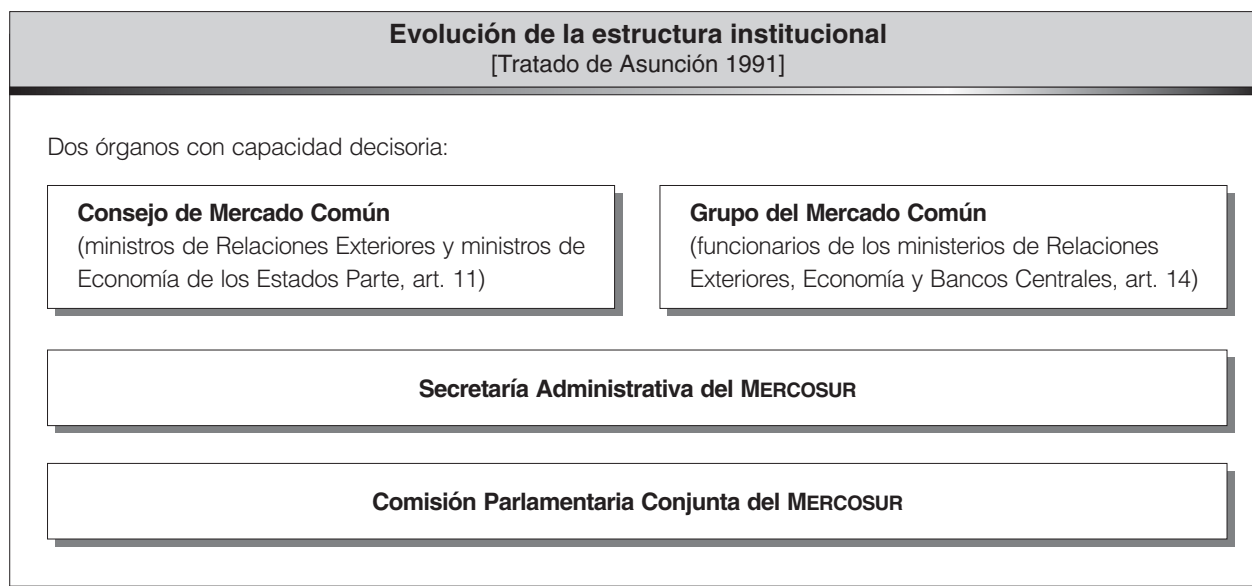 Evolución de la estructura institucional
[Tratado de Asunción 1991]
Dos órganos con capacidad decisoria:
Consejo de Mercado Común
(ministros de Relaciones Exteriores y ministros de
Economía de los Estados Parte, art. 11)
Grupo del Mercado Común
(funcionarios de los ministerios de Relaciones
Exteriores, Economía y Bancos Centrales, art. 14)
Secretaría Administrativa del MERCOSUR
Comisión Parlamentaria Conjunta del MERCOSUR